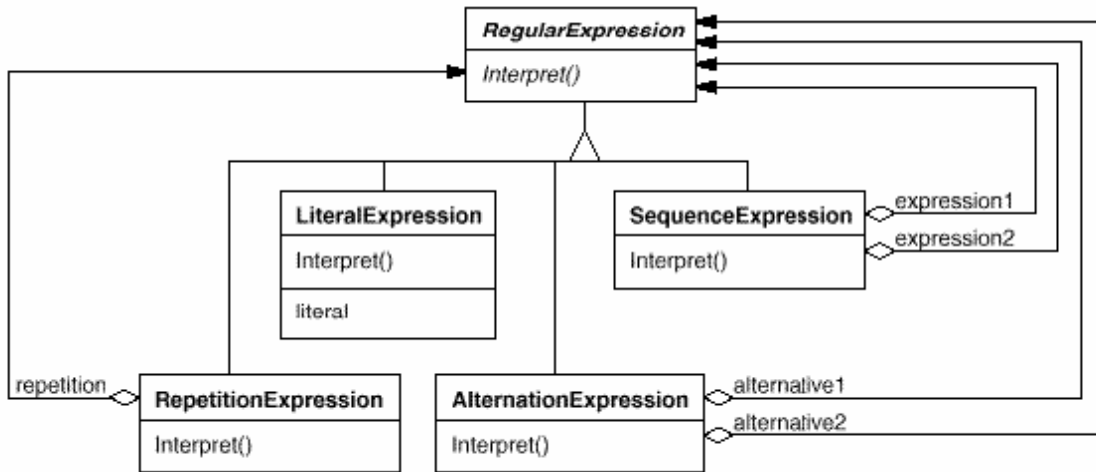 RegularExpression
Interpret()
LiteralExpression
Interpret()
literal
SequenceExpression
Interpret()
expression1
expression2
repetition
RepetitionExpression
Interpret()
AlternationExpression
Interpret()
alternative1
alternative2